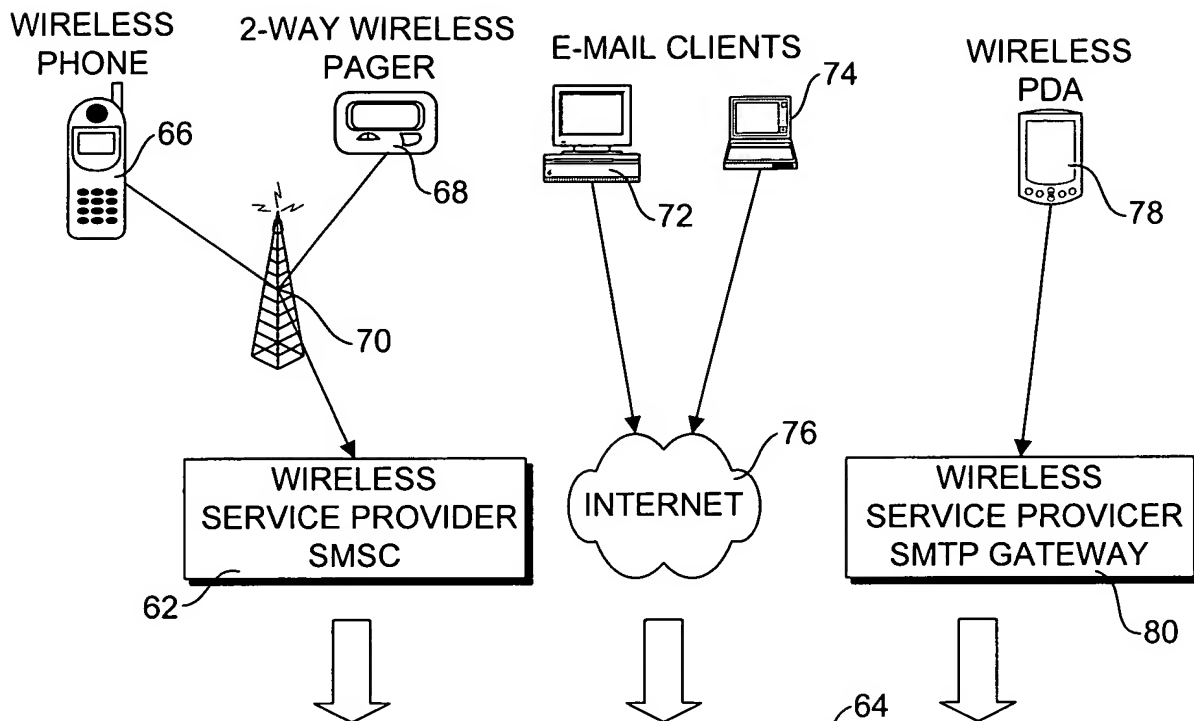 WIRELESS
PHONE
2-WAY WIRELESS
PAGER
E-MAIL CLIENTS
WIRELESS
PDA
66
68
72
74
78
70
76
WIRELESS
SERVICE PROVIDER
SMSC
62
INTERNET
WIRELESS
SERVICE PROVICER
SMTP GATEWAY
80
64